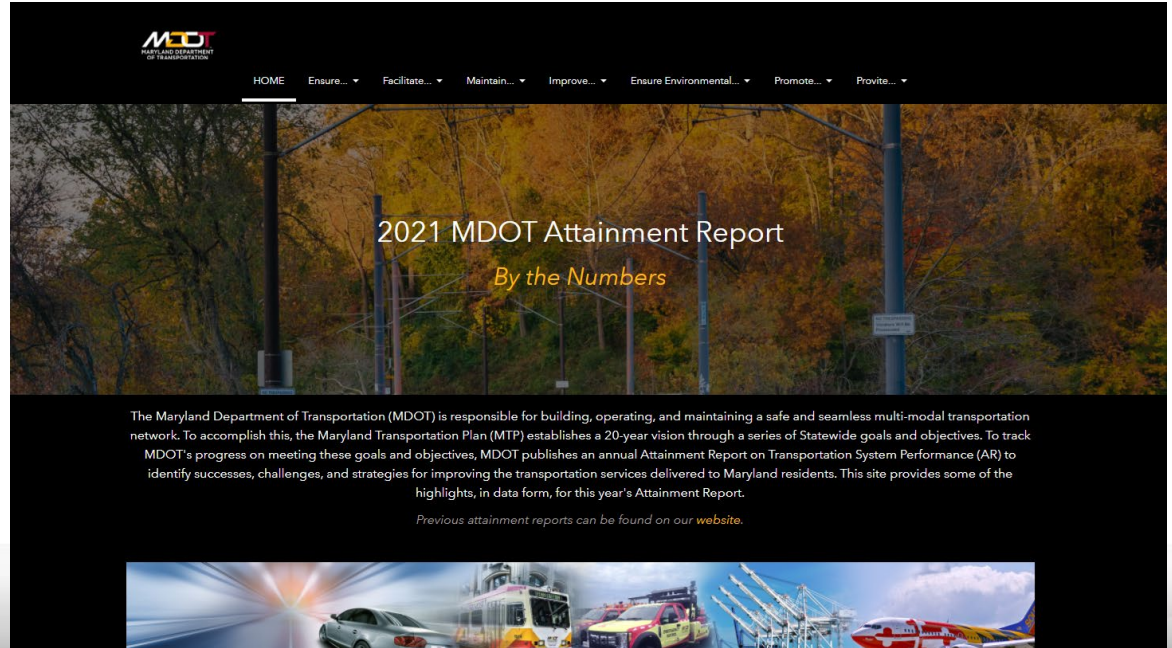 MDOT
MARYLAND DEPARTMENT
OF TRANSPORTATION
HOME Ensure... Facilitate... Maintain... Improve... Ensure Environmental... Promote... Provite...
2021 MDOT Attainment Report
By the Numbers
The Maryland Department of Transportation (MDOT) is responsible for building, operating, and maintaining a safe and seamless multi-modal transportation
network. To accomplish this, the Maryland Transportation Plan (MTP) establishes a 20-year vision through a series of Statewide goals and objectives. To track
MDOT's progress on meeting these goals and objectives, MDOT publishes an annual Attainment Report on Transportation System Performance (AR) to
identify successes, challenges, and strategies for improving the transportation services delivered to Maryland residents. This site provides some of the
highlights, in data form, for this year's Attainment Report.
Previous attainment reports can be found on our website.